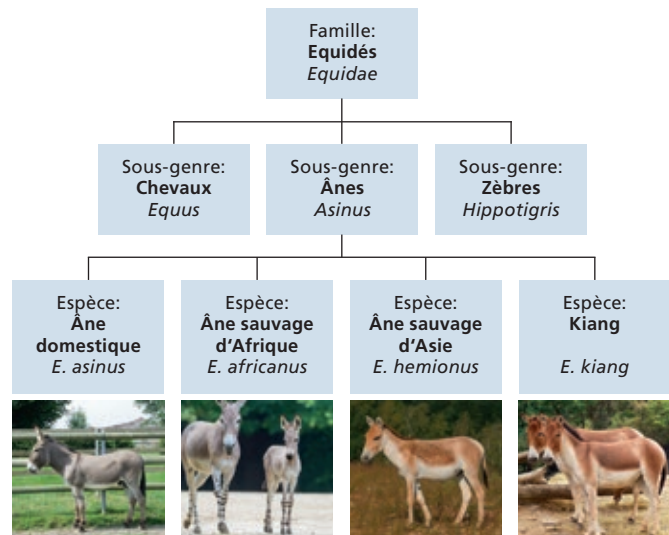 Famille:
Equidés
Equidae
Sous-genre:
Chevaux
Equus
Sous-genre:
Ânes
Asinus
Sous-genre:
Zèbres
Hippotigris
Espèce:
Âne
domestique
E. asinus
Espèce:
Âne sauvage
d'Afrique
E. africanus
Espèce:
Âne sauvage
d'Asie
E. hemionus
Espèce:
Kiang
E. kiang